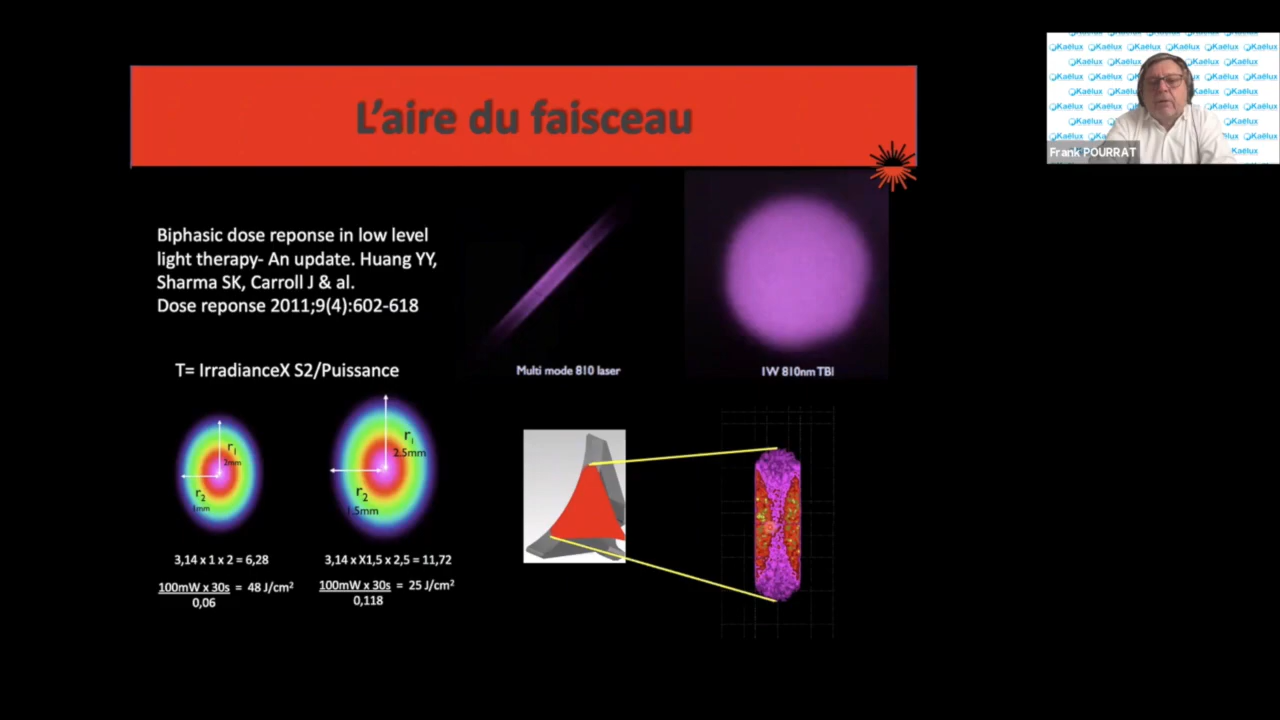 L'aire du faisceau
KaëluxKaëluxKaëluxKaëluxKaëluxKaëlux
Frank POURRAT
Biphasic dose reponse in low level
light therapy- An update. Huang YY,
Sharma SK, Carroll J & al.
Dose reponse 2011;9(4):602-618
Multi mode 810 laser
1W 810nm TBI
T= IrradianceX S2/Puissance
r1
2mm
r2
1mm
r1
2.5mm
r2
1.5mm
3,14 x 1 x 2 = 6,28
3,14 x X1,5 x 2,5 = 11,72
100mW x 30s = 48 J/cm²
0,06
100mW x 30s = 25 J/cm²
0,118